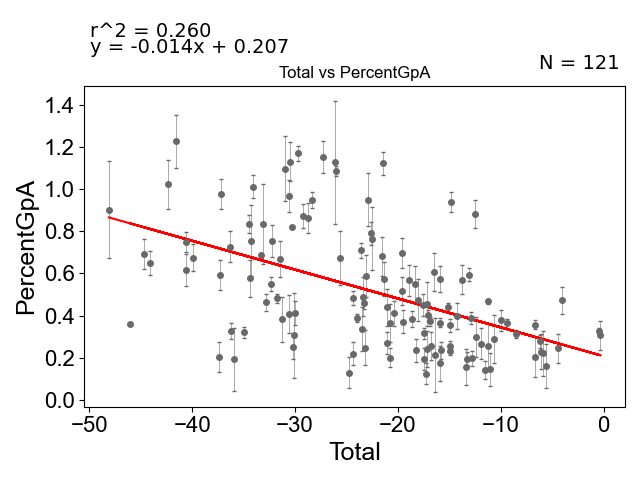 r^2 = 0.260
y = -0.014x + 0.207
N = 121
Total vs PercentGpA
1.4
1.2
1.0
0.8
0.6
0.4
0.2
0.0
PercentGpA
−50 −40 −30 −20 −10 0
Total